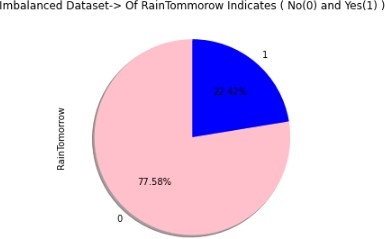 Imbalanced Dataset-> Of RainTommorow Indicates ( No(0) and Yes(1) )
1
22.42%
RainTomorrow
77.58%
0